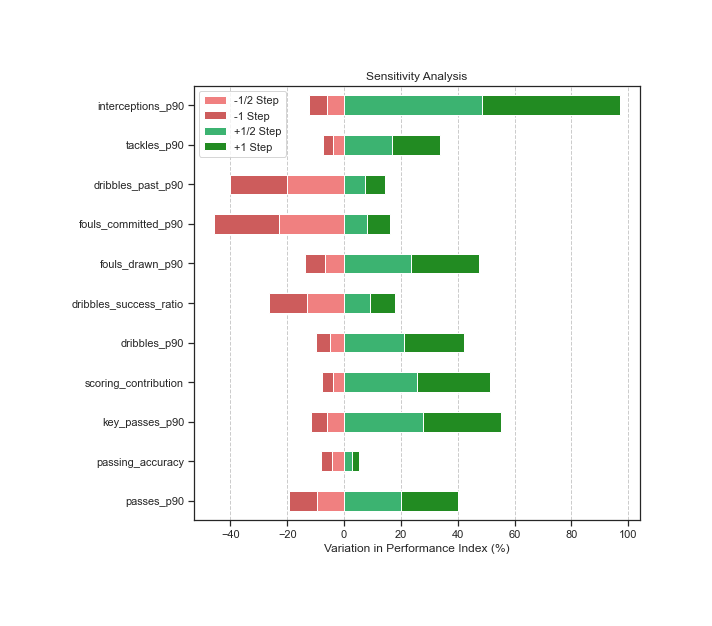 Sensitivity Analysis
-1/2 Step
-1 Step
+1/2 Step
+1 Step
interceptions_p90
tackles_p90
dribbles_past_p90
fouls_committed_p90
fouls_drawn_p90
dribbles_success_ratio
dribbles_p90
scoring_contribution
key_passes_p90
passing_accuracy
passes_p90
−40 −20 0 20 40 60 80 100
Variation in Performance Index (%)